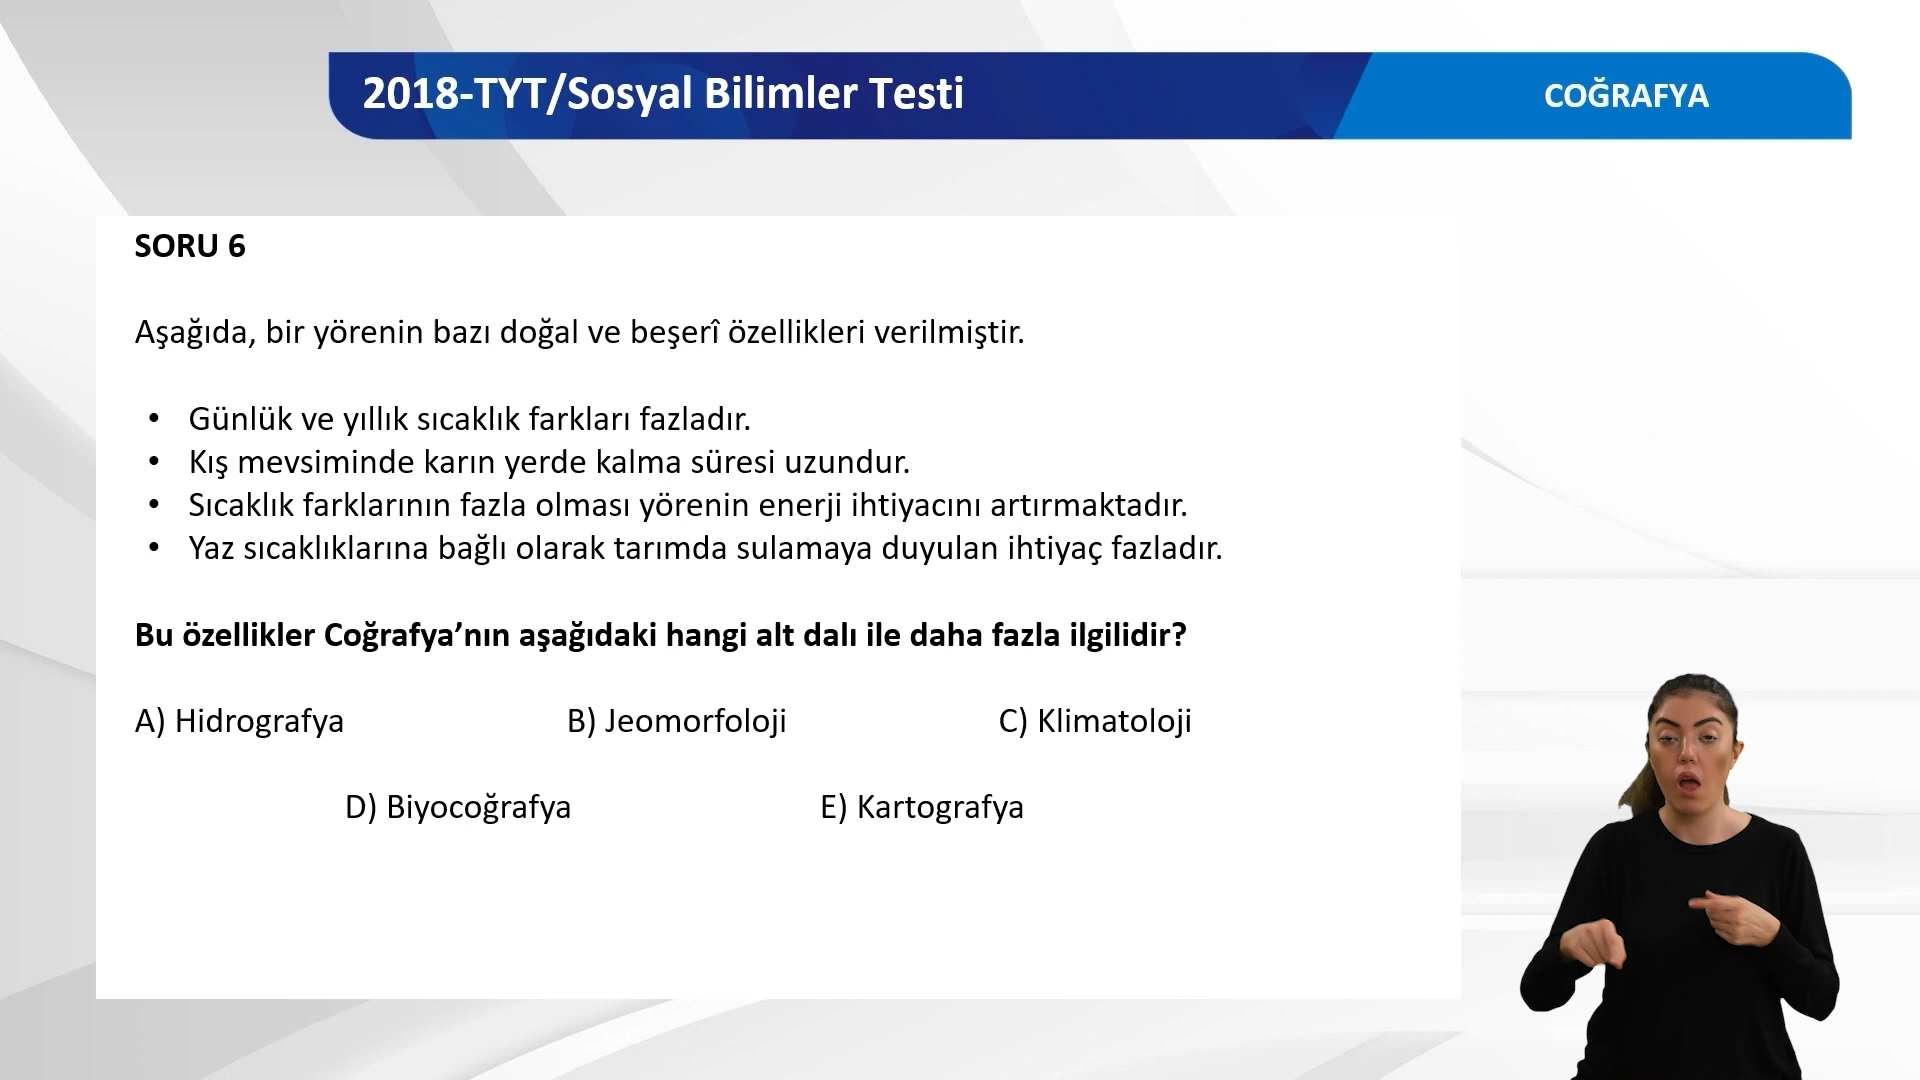 2018-TYT/Sosyal Bilimler Testi
COĞRAFYA
SORU 6
Aşağıda, bir yörenin bazı doğal ve beşerî özellikleri verilmiştir.
• Günlük ve yıllık sıcaklık farkları fazladır.
• Kış mevsiminde karın yerde kalma süresi uzundur.
• Sıcaklık farklarının fazla olması yörenin enerji ihtiyacını artırmaktadır.
• Yaz sıcaklıklarına bağlı olarak tarımda sulamaya duyulan ihtiyaç fazladır.
Bu özellikler Coğrafya’nın aşağıdaki hangi alt dalı ile daha fazla ilgilidir?
A) Hidrografya B) Jeomorfoloji C) Klimatoloji
D) Biyocoğrafya E) Kartografya